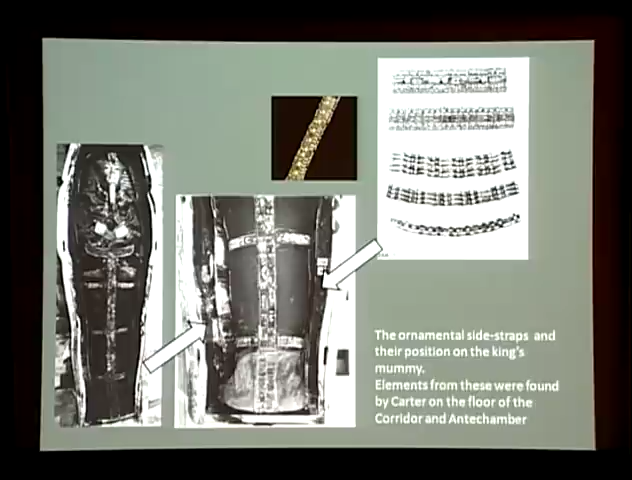 The ornamental side-straps and
their position on the king's
mummy.
Elements from these were found
by Carter on the floor of the
Corridor and Antechamber